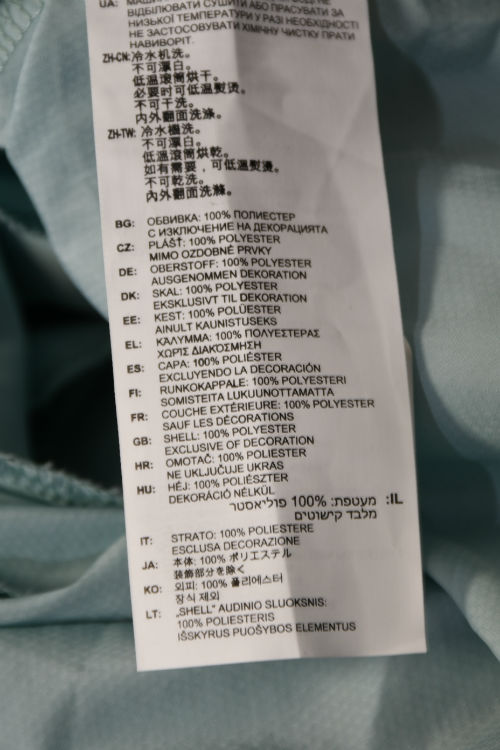 UA: МАШИ
ВІДБІЛЮВАТИ СУШИТИ АБО ПРАСУВАТИ ЗА
НИЗЬКОЇ ТЕМПЕРАТУРИ У РАЗІ НЕОБХІДНОСТІ
НЕ ЗАСТОСОВУВАТИ ХІМІЧНУ ЧИСТКУ ПРАТИ
НАВИВОРІТ.
ZH-CN: 冷水机洗。
不可漂白。
低温滚筒烘干。
必要时可低温熨烫。
不可干洗。
内外翻面洗涤。
ZH-TW: 冷水機洗。
不可漂白。
低溫滾筒烘乾。
如有需要，可低溫熨燙。
不可乾洗。
內外翻面洗滌。
BG: ОБВИВКА: 100% ПОЛИЕСТЕР
С ИЗКЛЮЧЕНИЕ НА ДЕКОРАЦИЯТА
CZ: PLÁŠŤ: 100% POLYESTER
MIMO OZDOBNÉ PRVKY
DE: OBERSTOFF: 100% POLYESTER
AUSGENOMMEN DEKORATION
DK: SKAL: 100% POLYESTER
EKSKLUSIVT TIL DEKORATION
EE: KEST: 100% POLÜESTER
AINULT KAUNISTUSEKS
EL: ΚΑΛΥΜΜΑ: 100% ΠΟΛΥΕΣΤΕΡΑΣ
ΧΩΡΙΣ ΔΙΑΚΟΣΜΗΣΗ
ES: CAPA: 100% POLIÉSTER
EXCLUYENDO LA DECORACIÓN
FI: RUNKOKAPPALE: 100% POLYESTERI
SOMISTEITA LUKUUNOTTAMATTA
FR: COUCHE EXTÉRIEURE: 100% POLYESTER
SAUF LES DÉCORATIONS
GB: SHELL: 100% POLYESTER
EXCLUSIVE OF DECORATION
HR: OMOTAČ: 100% POLIESTER
NE UKLJUČUJE UKRAS
HU: HÉJ: 100% POLIÉSZTER
DEKORÁCIÓ NÉLKÜL
IL: מעטפת: 100% פוליאסטר
מלבד קישוטים
IT: STRATO: 100% POLIESTERE
ESCLUSA DECORAZIONE
JA: 本体: 100% ポリエステル
装飾部分を除く
KO: 외피: 100% 폴리에스터
장식 제외
LT: „SHELL" AUDINIO SLUOKSNIS:
100% POLIESTERIS
IŠSKYRUS PUOŠYBOS ELEMENTUS